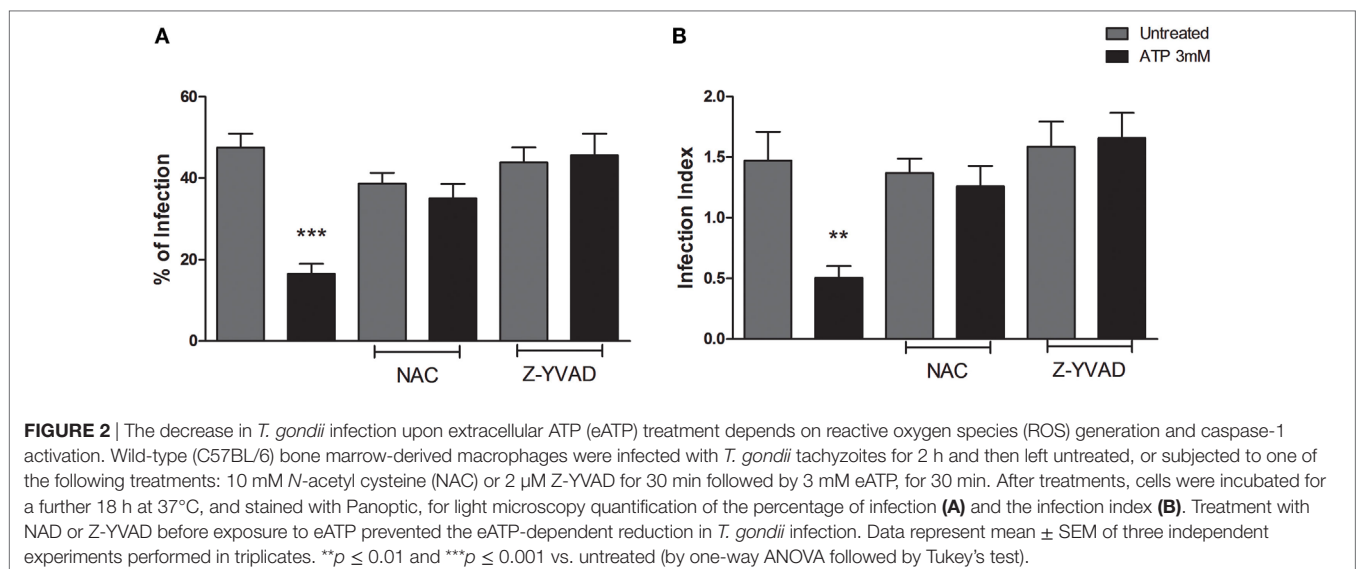 A
B
Untreated
ATP 3mM
% of Infection
60
40
20
0
***
NAC
Z-YVAD
Infection Index
2.0
1.5
1.0
0.5
0.0
**
NAC
Z-YVAD
FIGURE 2 | The decrease in T. gondii infection upon extracellular ATP (eATP) treatment depends on reactive oxygen species (ROS) generation and caspase-1
activation. Wild-type (C57BL/6) bone marrow-derived macrophages were infected with T. gondii tachyzoites for 2 h and then left untreated, or subjected to one of
the following treatments: 10 mM N-acetyl cysteine (NAC) or 2 µM Z-YVAD for 30 min followed by 3 mM eATP, for 30 min. After treatments, cells were incubated for
a further 18 h at 37°C, and stained with Panoptic, for light microscopy quantification of the percentage of infection (A) and the infection index (B). Treatment with
NAD or Z-YVAD before exposure to eATP prevented the eATP-dependent reduction in T. gondii infection. Data represent mean ± SEM of three independent
experiments performed in triplicates. **p ≤ 0.01 and ***p ≤ 0.001 vs. untreated (by one-way ANOVA followed by Tukey's test).